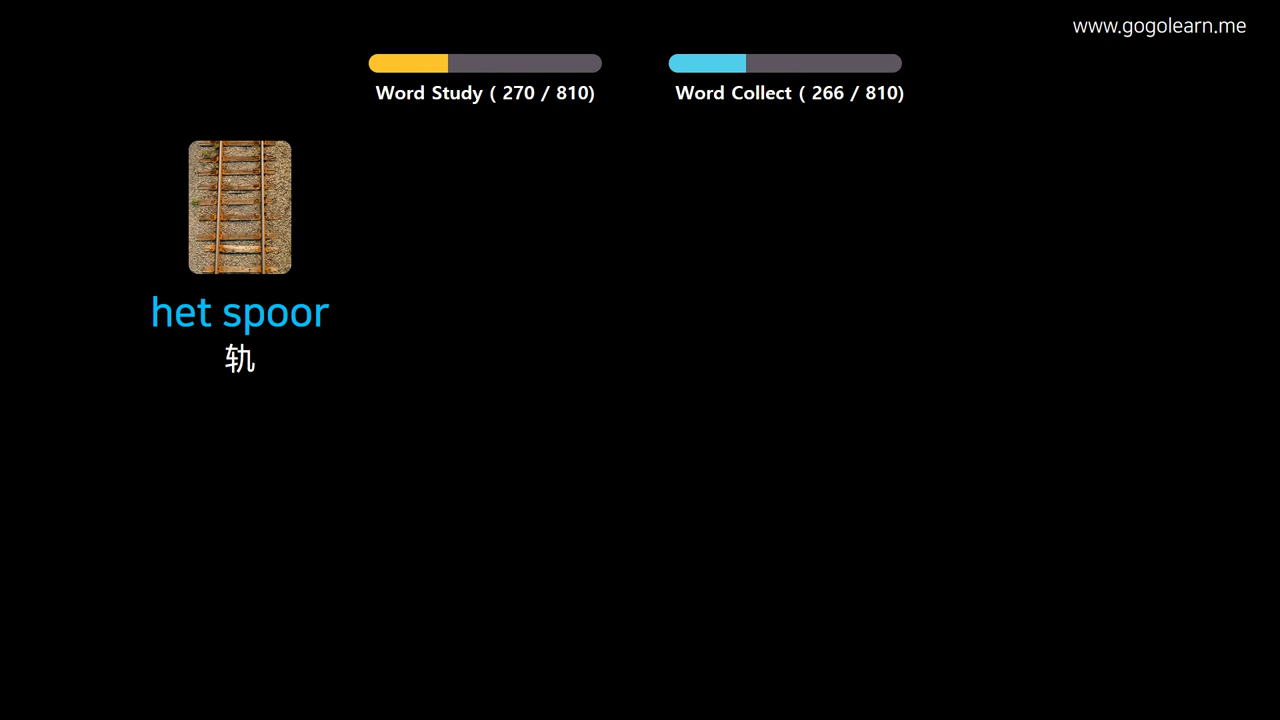 www.gogolearn.me
Word Study ( 270 / 810)
Word Collect ( 266 / 810)
het spoor
轨